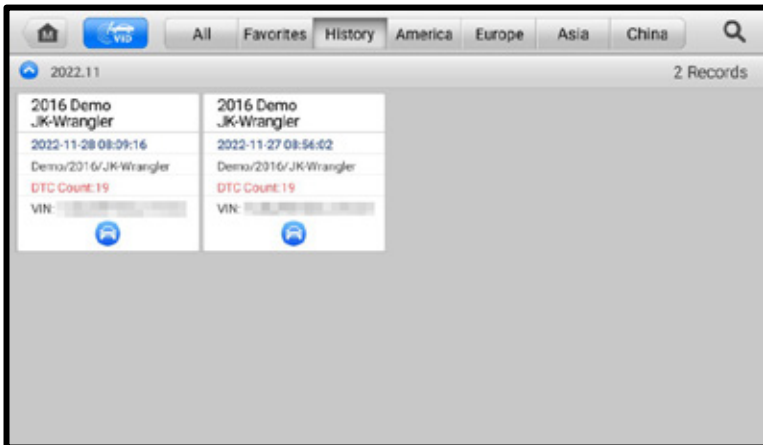 VID
All Favorites History America Europe Asia China
2022.11 2 Records
2016 Demo
JK-Wrangler
2022-11-28 08:09:16
Demo/2016/JK-Wrangler
DTC Count:19
VIN:
2016 Demo
JK-Wrangler
2022-11-27 08:56:02
Demo/2016/JK-Wrangler
DTC Count:19
VIN: